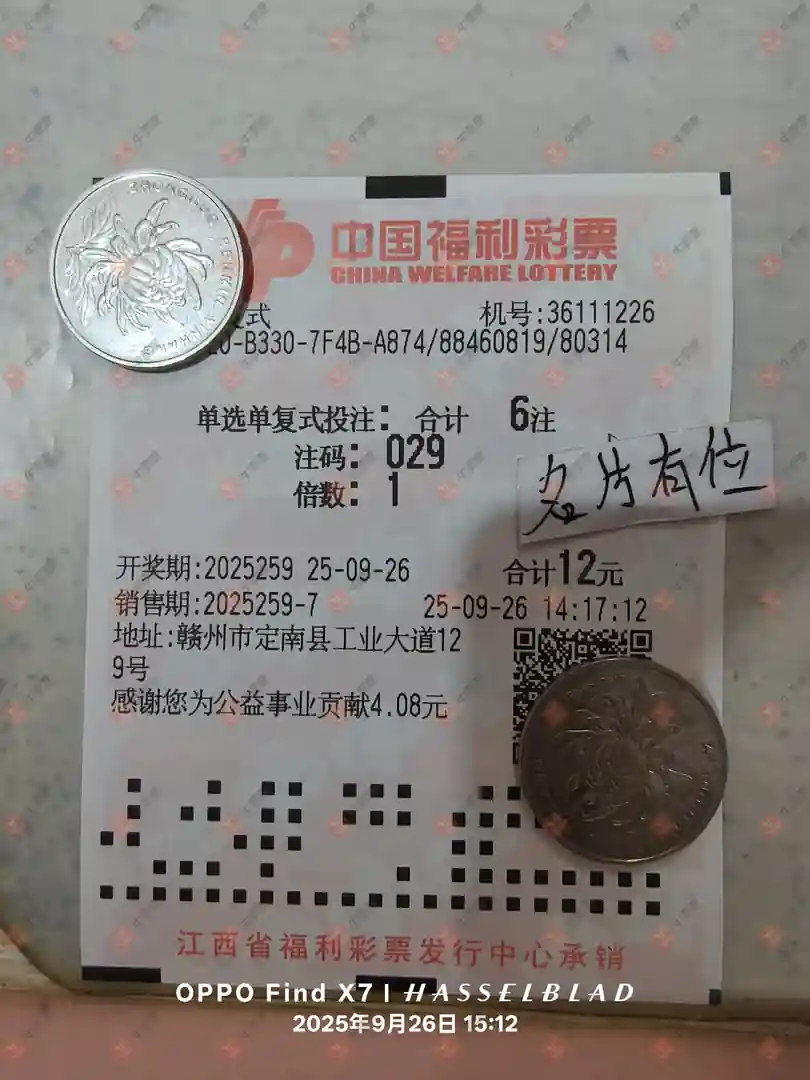 中国福利彩票
CHINA WELFARE LOTTERY
式 机号:36111226
-B330-7F4B-A874/88460819/80314
单选单复式投注: 合计 6注
注码: 029
倍数: 1
名片有位
开奖期:2025259 25-09-26 合计12元
销售期:2025259-7 25-09-26 14:17:12
地址:赣州市定南县工业大道12
9号
感谢您为公益事业贡献4.08元
江西省福利彩票发行中心承销
OPPO Find X7 | HASSELBLAD
2025年9月26日 15:12